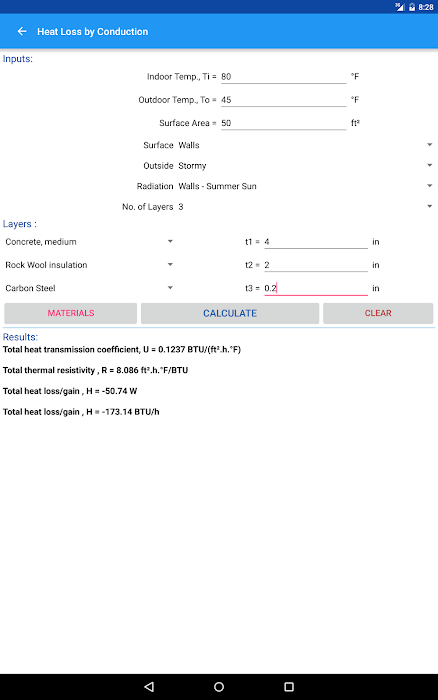 3G 8:28
Heat Loss by Conduction
Inputs:
Indoor Temp., Ti = 80 °F
Outdoor Temp., To = 45 °F
Surface Area = 50 ft²
Surface Walls
Outside Stormy
Radiation Walls - Summer Sun
No. of Layers 3
Layers :
Concrete, medium t1 = 4 in
Rock Wool insulation t2 = 2 in
Carbon Steel t3 = 0.2 in
MATERIALS CALCULATE CLEAR
Results:
Total heat transmission coefficient, U = 0.1237 BTU/(ft².h.°F)
Total thermal resistivity , R = 8.086 ft².h.°F/BTU
Total heat loss/gain , H = -50.74 W
Total heat loss/gain , H = -173.14 BTU/h